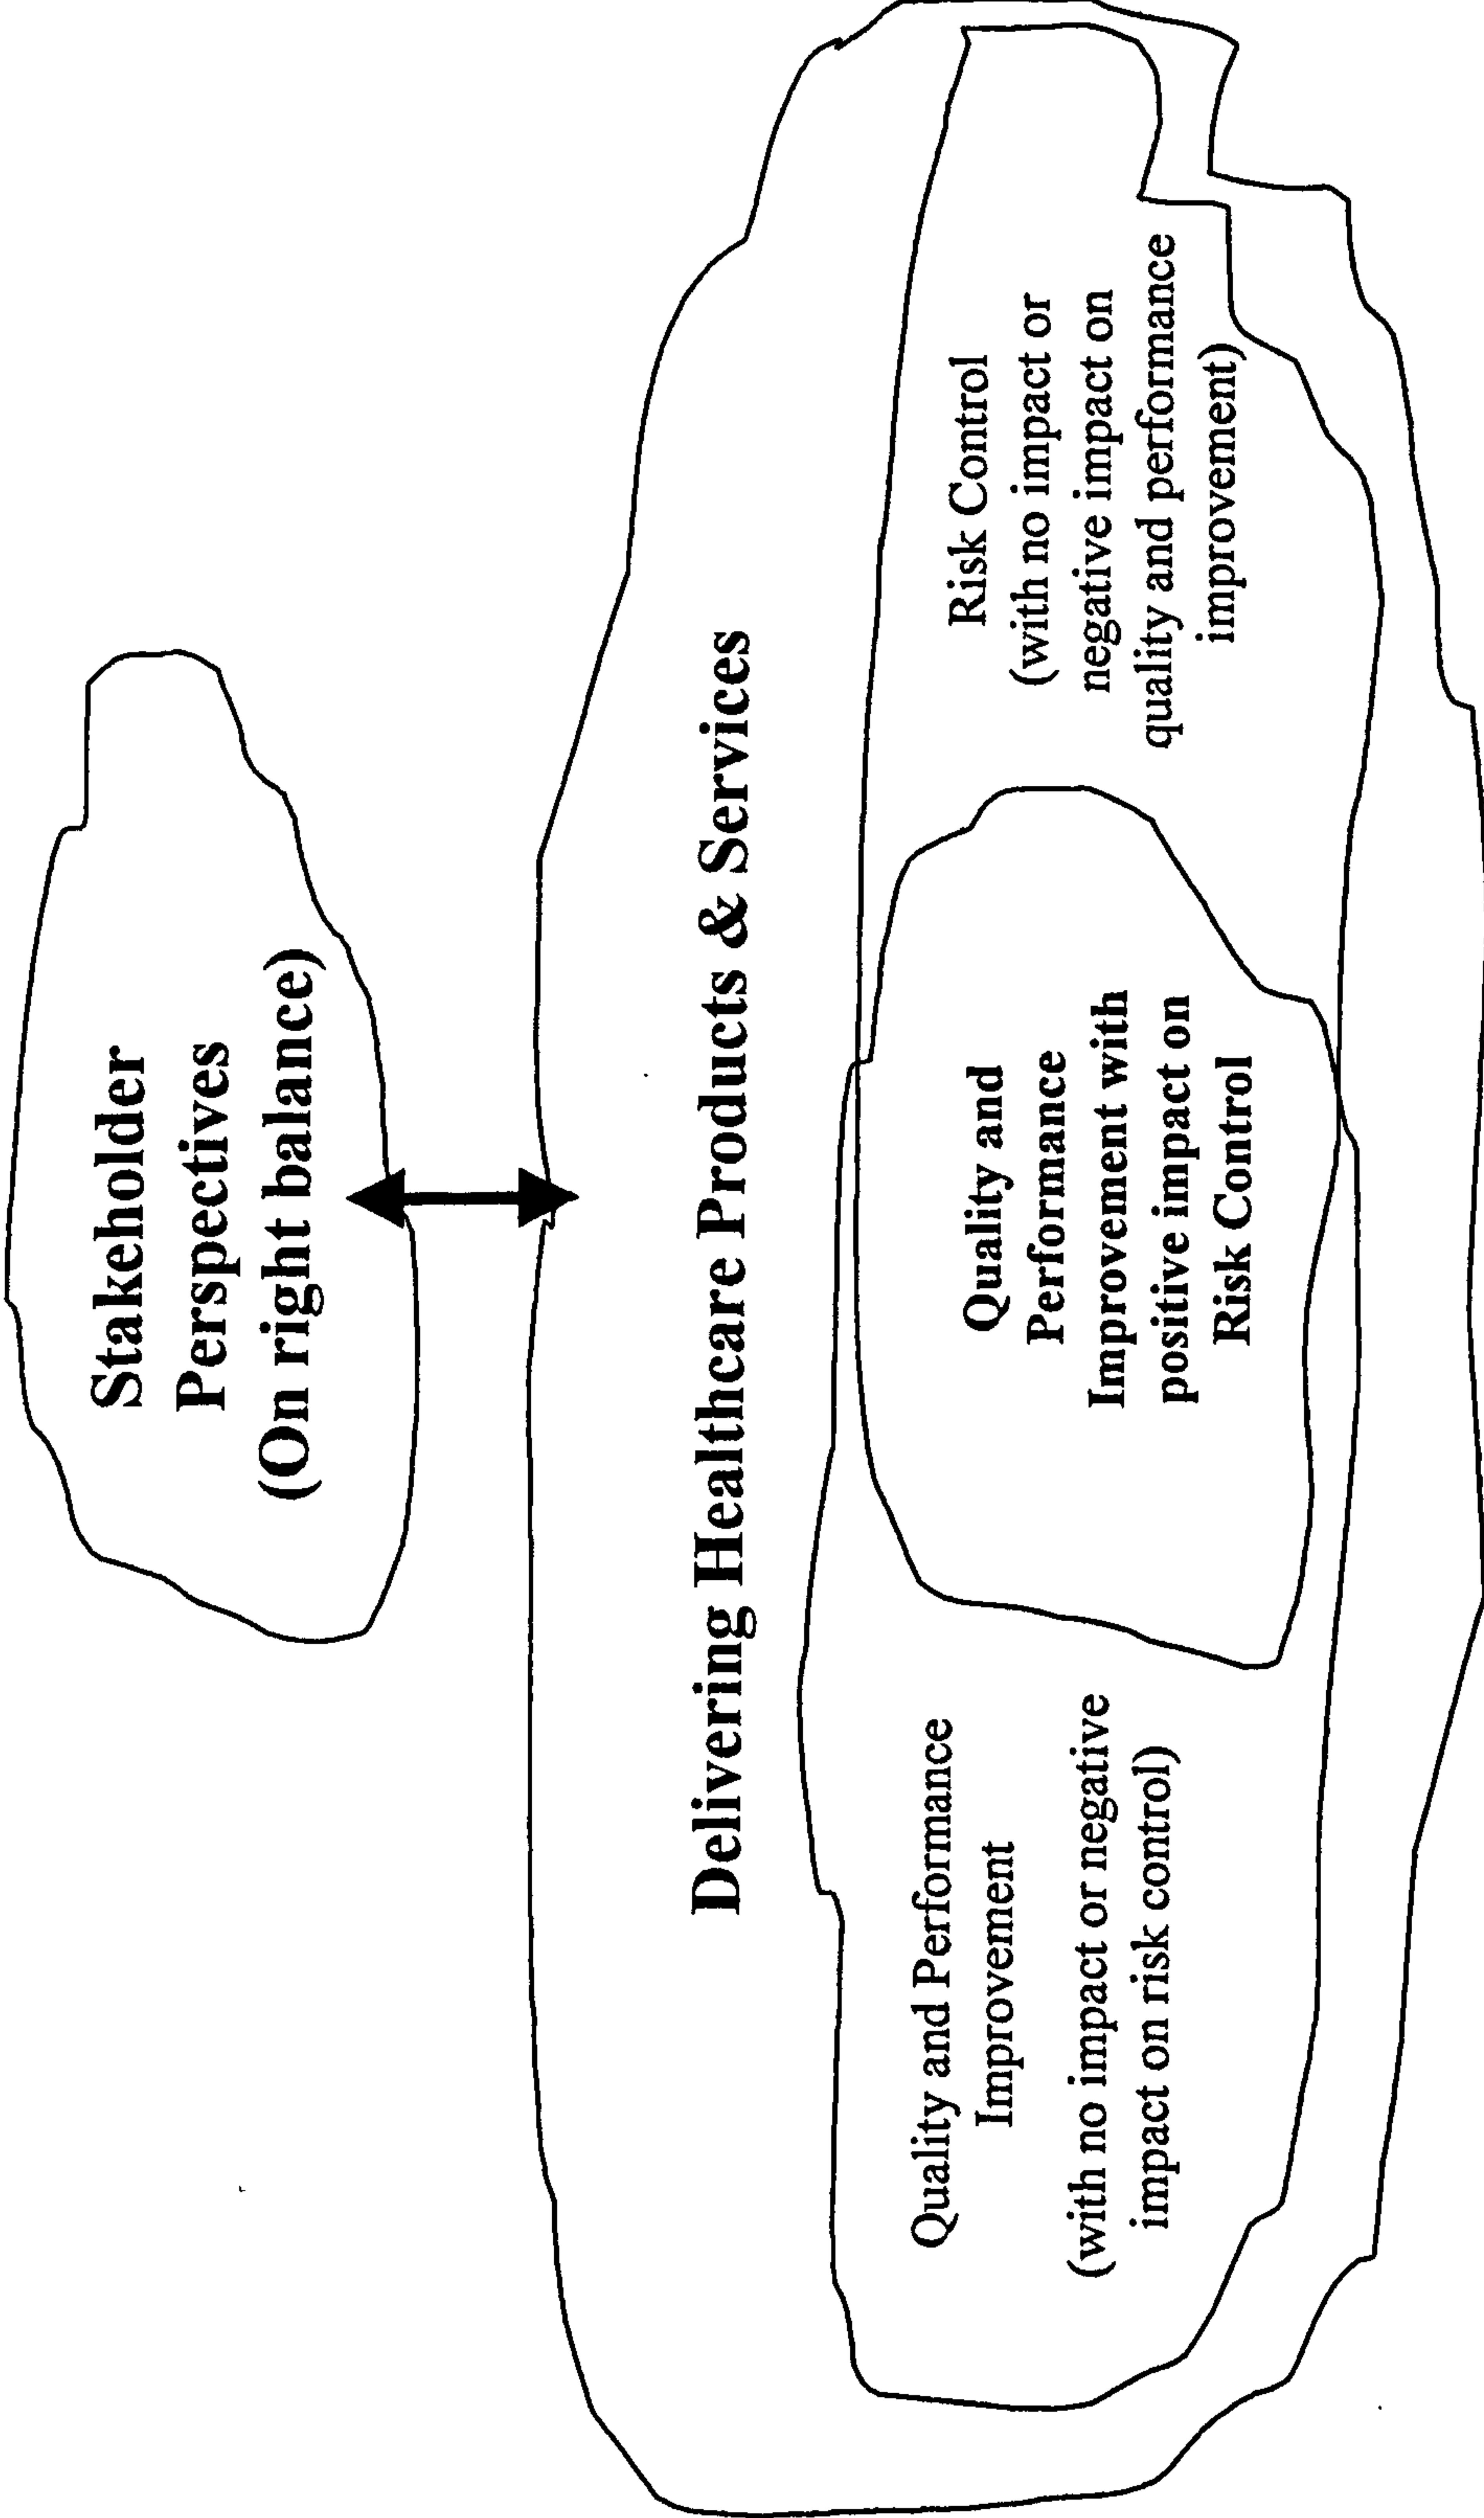 Stakeholder
Perspectives
(On right balance)
Delivering Healthcare Products & Services
Quality and Performance
Improvement
(with no impact or negative
impact on risk control)
Quality and
Performance
Improvement with
positive impact on
Risk Control
Risk Control
(with no impact or
negative impact on
quality and performance
improvement)